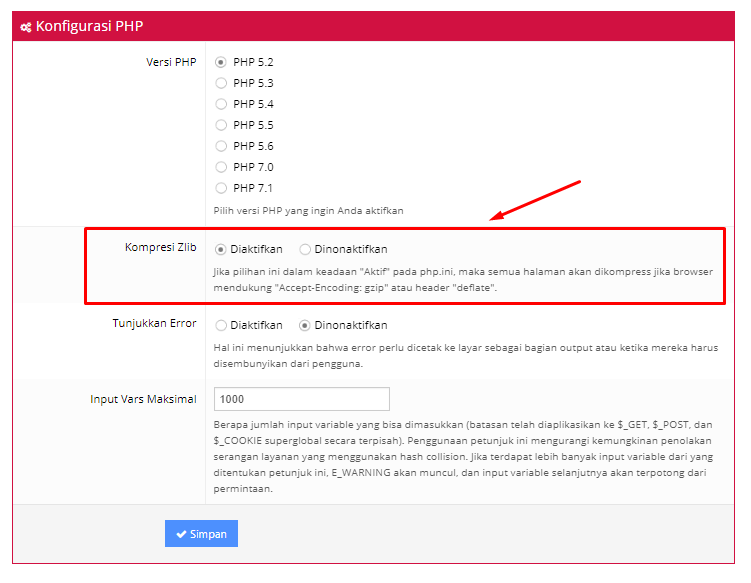 Konfigurasi PHP
Versi PHP
PHP 5.2
PHP 5.3
PHP 5.4
PHP 5.5
PHP 5.6
PHP 7.0
PHP 7.1
Pilih versi PHP yang ingin Anda aktifkan
Kompresi Zlib
Diaktifkan Dinonaktifkan
Jika pilihan ini dalam keadaan "Aktif" pada php.ini, maka semua halaman akan dikompress jika browser
mendukung "Accept-Encoding: gzip" atau header "deflate".
Tunjukkan Error
Diaktifkan Dinonaktifkan
Hal ini menunjukkan bahwa error perlu dicetak ke layar sebagai bagian output atau ketika mereka harus
disembunyikan dari pengguna.
Input Vars Maksimal
1000
Berapa jumlah input variable yang bisa dimasukkan (batasan telah diaplikasikan ke $_GET, $_POST, dan
$_COOKIE superglobal secara terpisah). Penggunaan petunjuk ini mengurangi kemungkinan penolakan
serangan layanan yang menggunakan hash collision. Jika terdapat lebih banyak input variable dari yang
ditentukan petunjuk ini, E_WARNING akan muncul, dan input variable selanjutnya akan terpotong dari
permintaan.
Simpan